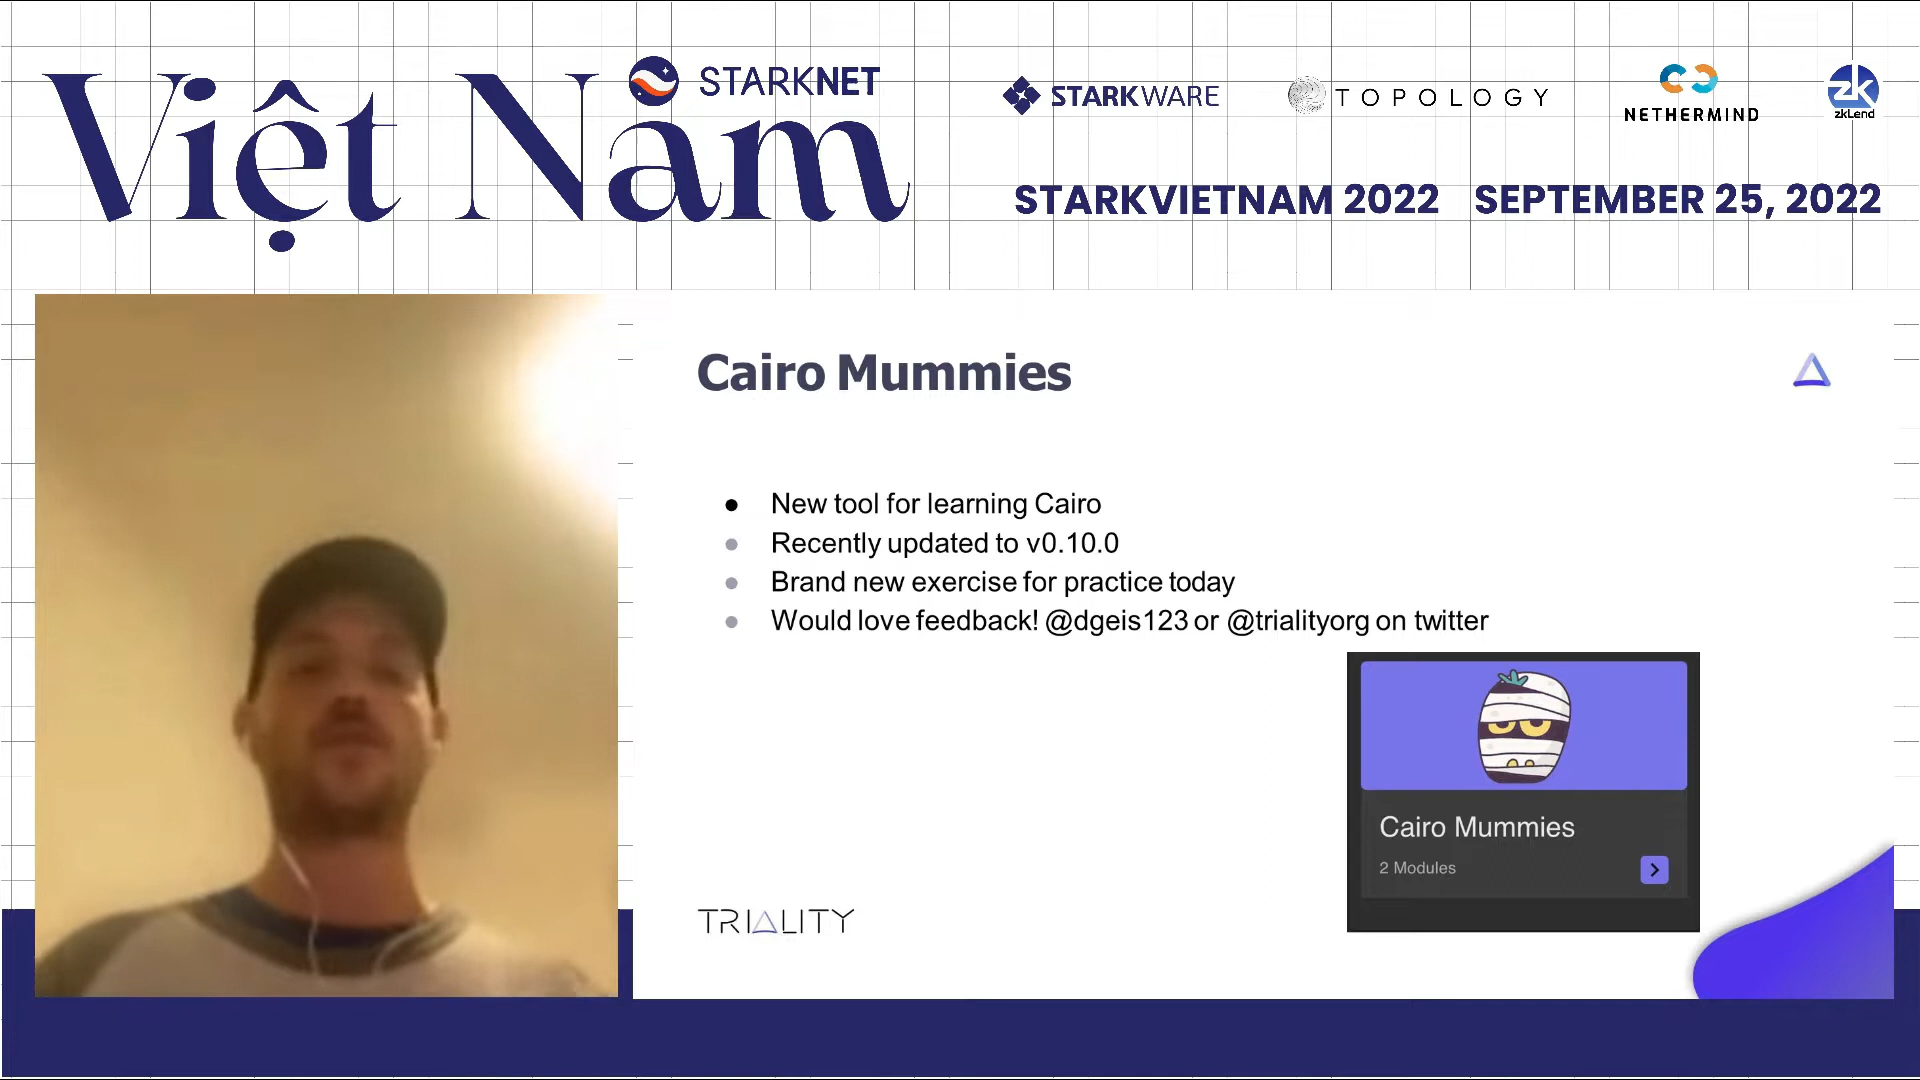 Việt Nam
STARKNET
STARKWARE
TOPOLOGY
NETHERMIND
zk
zkLend
STARKVIETNAM 2022 SEPTEMBER 25, 2022
Cairo Mummies
New tool for learning Cairo
Recently updated to v0.10.0
Brand new exercise for practice today
Would love feedback! @dgeis123 or @trialityorg on twitter
Cairo Mummies
2 Modules
TRIALITY